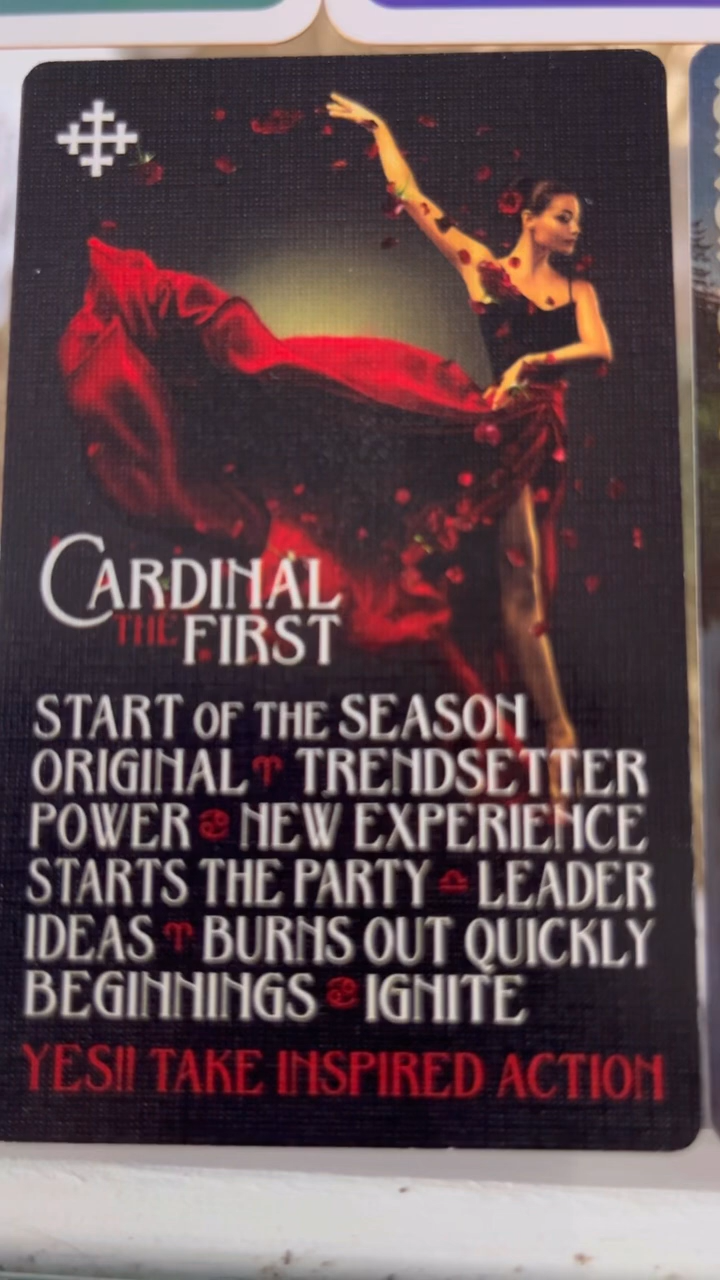 CARDINAL
THE FIRST
START OF THE SEASON
ORIGINAL ♈ TRENDSETTER
POWER ♋ NEW EXPERIENCE
STARTS THE PARTY ♎ LEADER
IDEAS ♈ BURNS OUT QUICKLY
BEGINNINGS ♋ IGNITE
YES!! TAKE INSPIRED ACTION